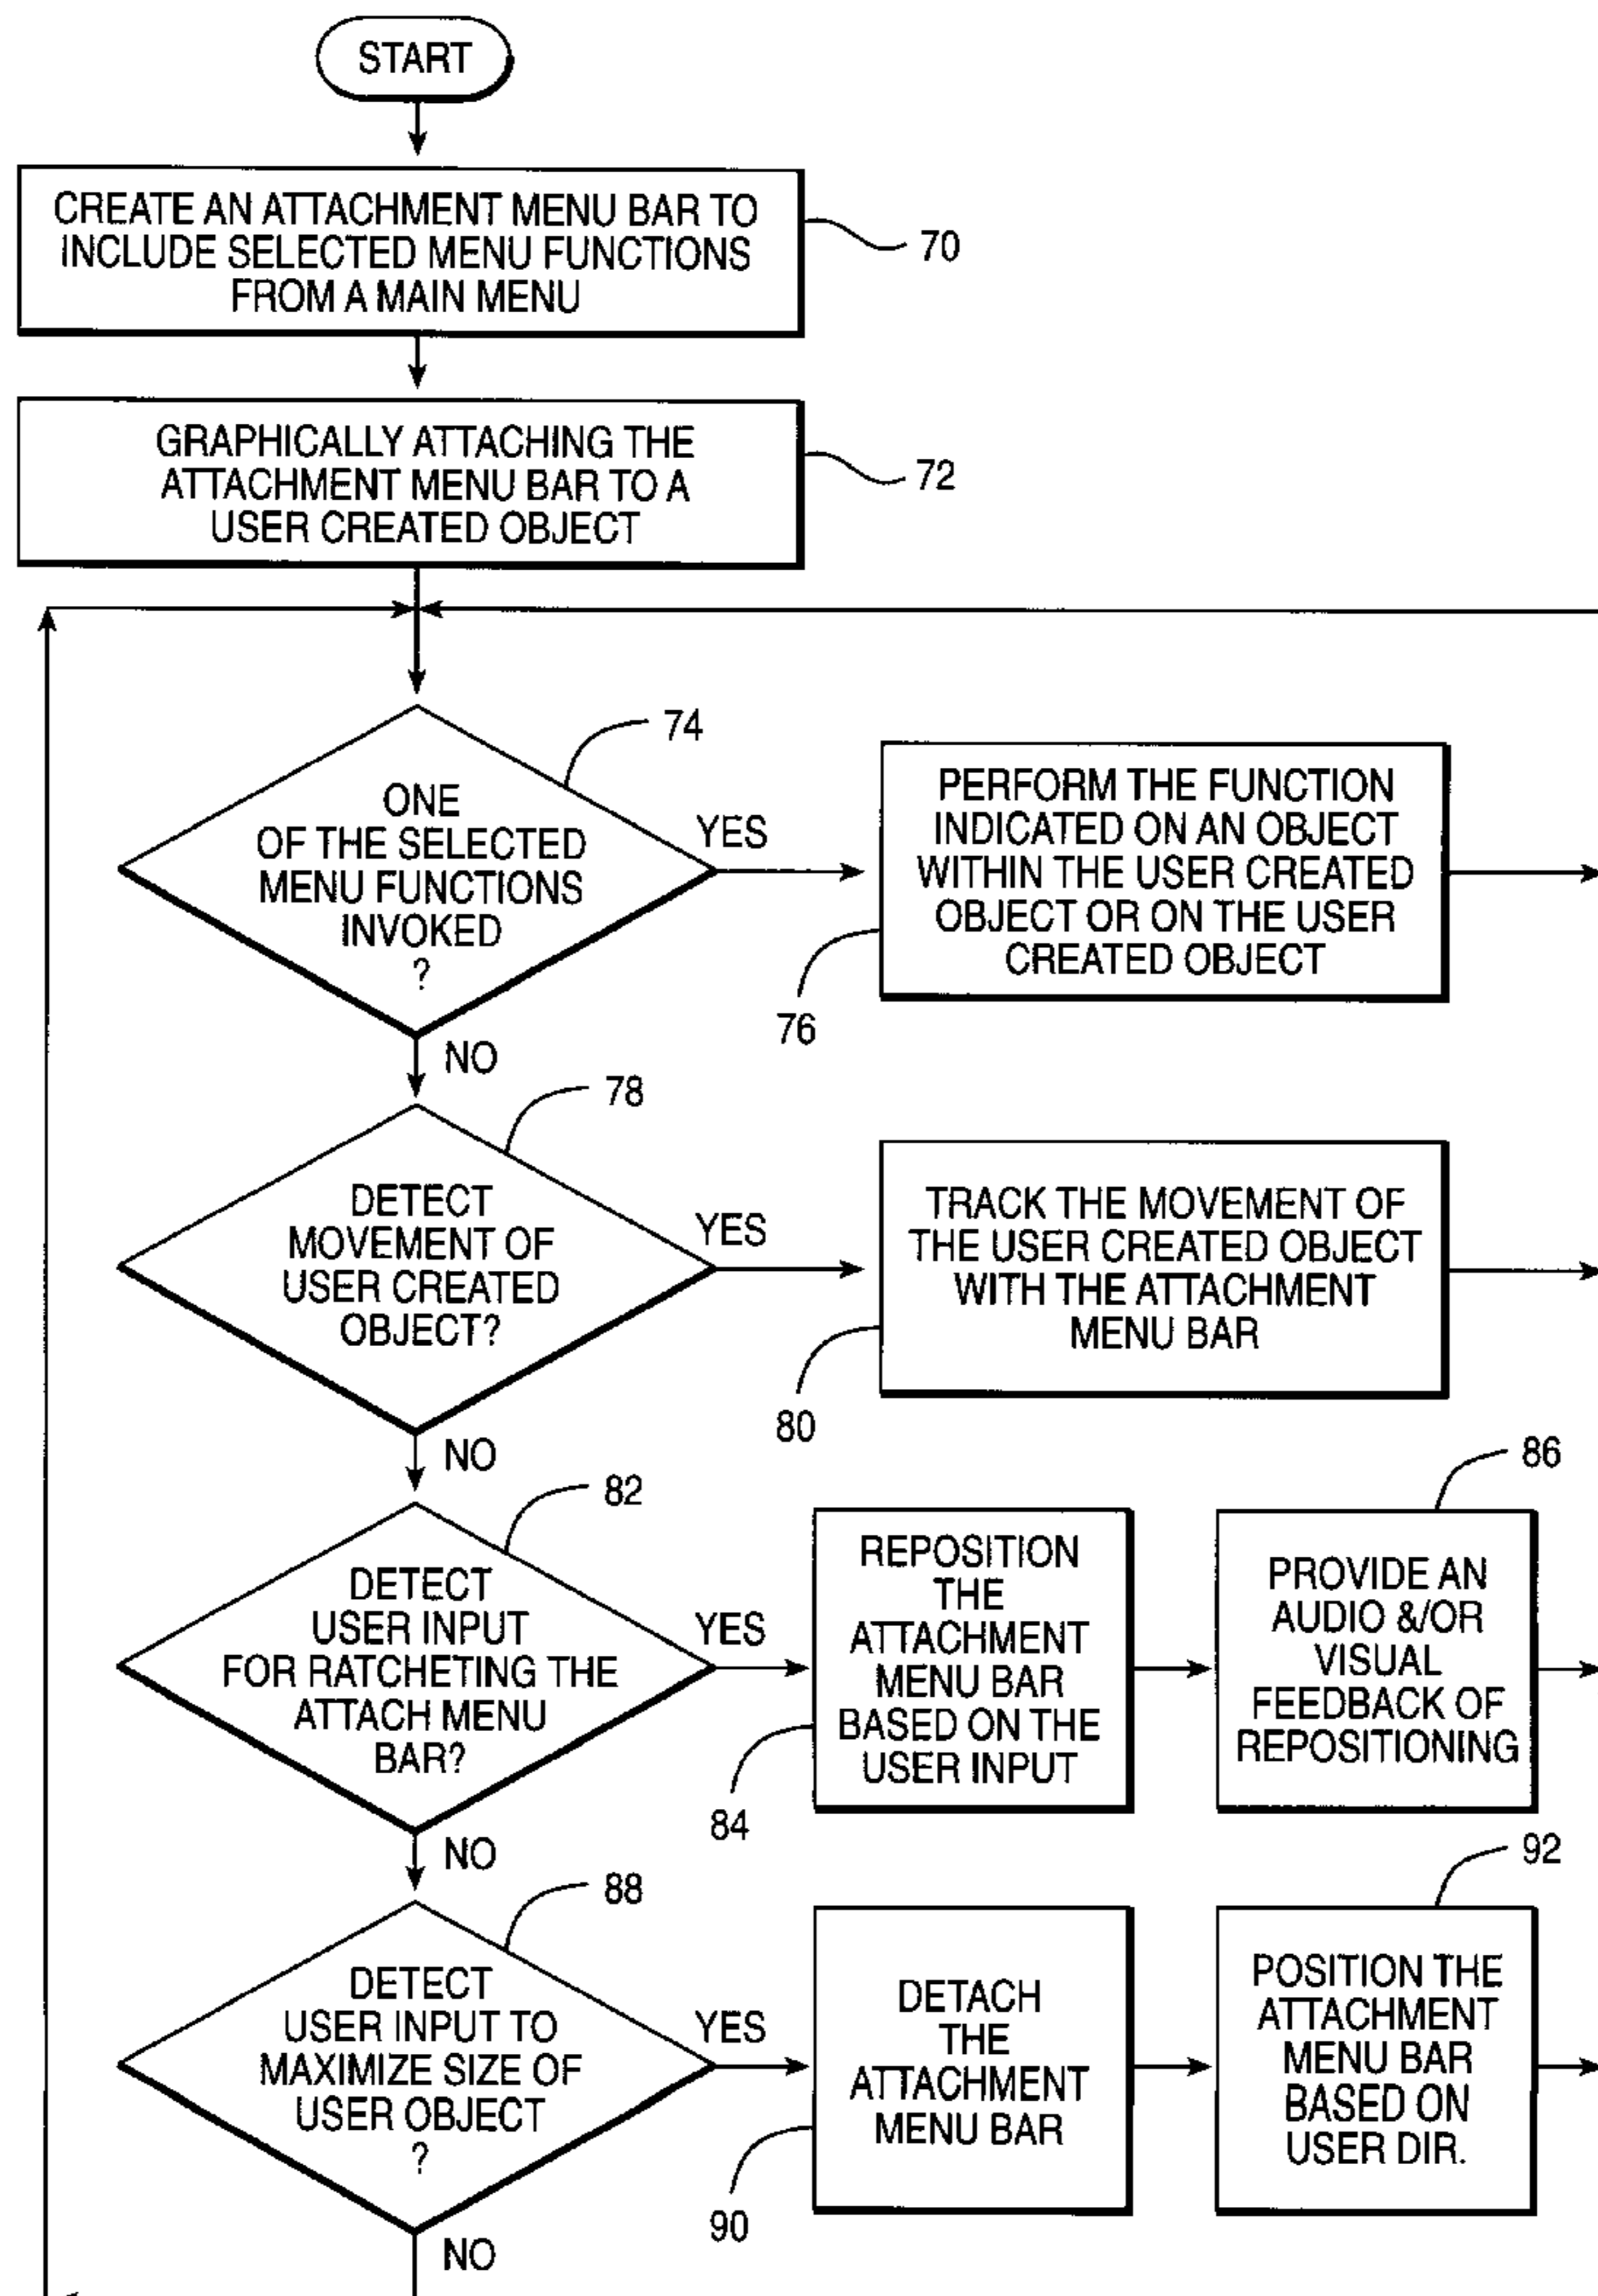 START
CREATE AN ATTACHMENT MENU BAR TO
INCLUDE SELECTED MENU FUNCTIONS
FROM A MAIN MENU
70
GRAPHICALLY ATTACHING THE
ATTACHMENT MENU BAR TO A
USER CREATED OBJECT
72
74
ONE
OF THE SELECTED
MENU FUNCTIONS
INVOKED
?
YES
PERFORM THE FUNCTION
INDICATED ON AN OBJECT
WITHIN THE USER CREATED
OBJECT OR ON THE USER
CREATED OBJECT
76
NO
78
DETECT
MOVEMENT OF
USER CREATED
OBJECT?
YES
TRACK THE MOVEMENT OF
THE USER CREATED OBJECT
WITH THE ATTACHMENT
MENU BAR
80
NO
82
DETECT
USER INPUT
FOR RATCHETING THE
ATTACH MENU
BAR?
YES
REPOSITION
THE
ATTACHMENT
MENU BAR
BASED ON THE
USER INPUT
84
86
PROVIDE AN
AUDIO &/OR
VISUAL
FEEDBACK OF
REPOSITIONING
NO
88
DETECT
USER INPUT TO
MAXIMIZE SIZE OF
USER OBJECT
?
YES
DETACH
THE
ATTACHMENT
MENU BAR
90
92
POSITION THE
ATTACHMENT
MENU BAR
BASED ON
USER DIR.
NO